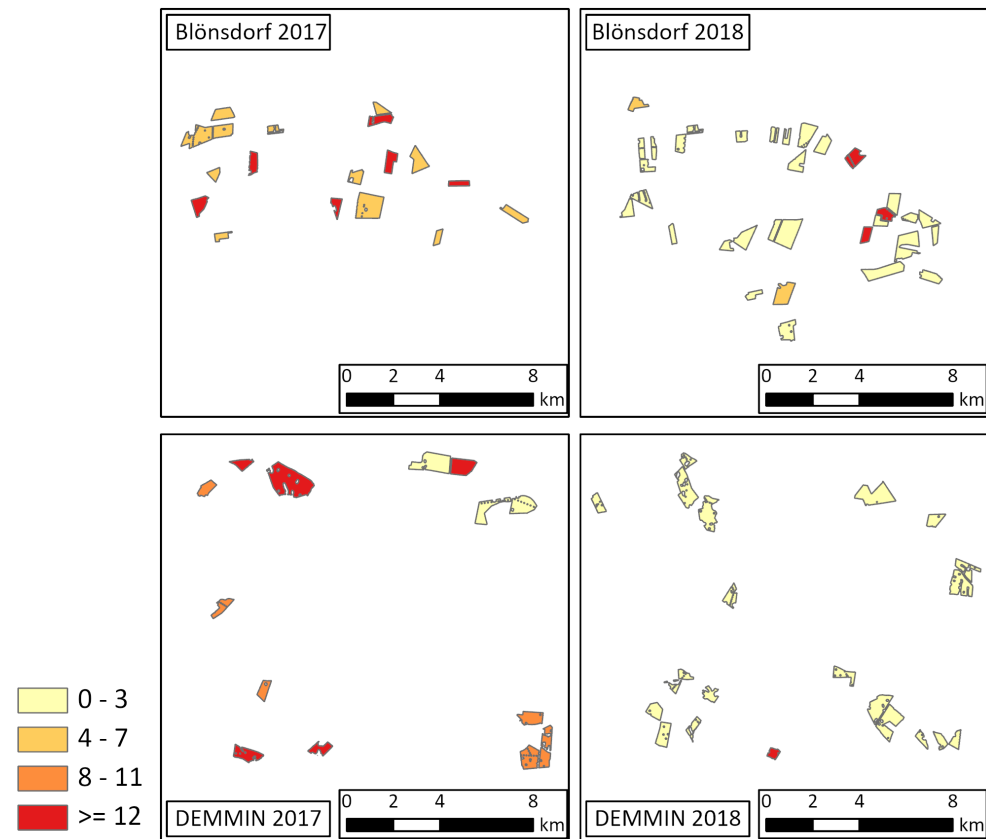 Blönsdorf 2017
Blönsdorf 2018
0 2 4 8
km
0 2 4 8
km
0 - 3
4 - 7
8 - 11
>= 12
DEMMIN 2017
0 2 4 8
km
DEMMIN 2018
0 2 4 8
km